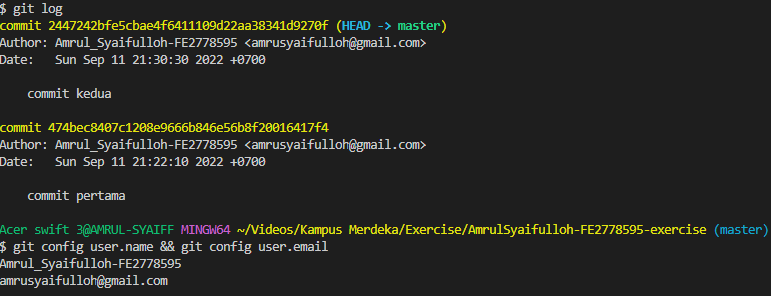 $ git log
commit 2447242bfe5cbae4f6411109d22aa38341d9270f (HEAD -> master)
Author: Amrul_Syaifulloh-FE2778595 <amrusyaifulloh@gmail.com>
Date:   Sun Sep 11 21:30:30 2022 +0700

    commit kedua

commit 474bec8407c1208e9666b846e56b8f20016417f4
Author: Amrul_Syaifulloh-FE2778595 <amrusyaifulloh@gmail.com>
Date:   Sun Sep 11 21:22:10 2022 +0700

    commit pertama

Acer swift 3@AMRUL-SYAIFF MINGW64 ~/Videos/Kampus Merdeka/Exercise/AmrulSyaifulloh-FE2778595-exercise (master)
$ git config user.name && git config user.email
Amrul_Syaifulloh-FE2778595
amrusyaifulloh@gmail.com